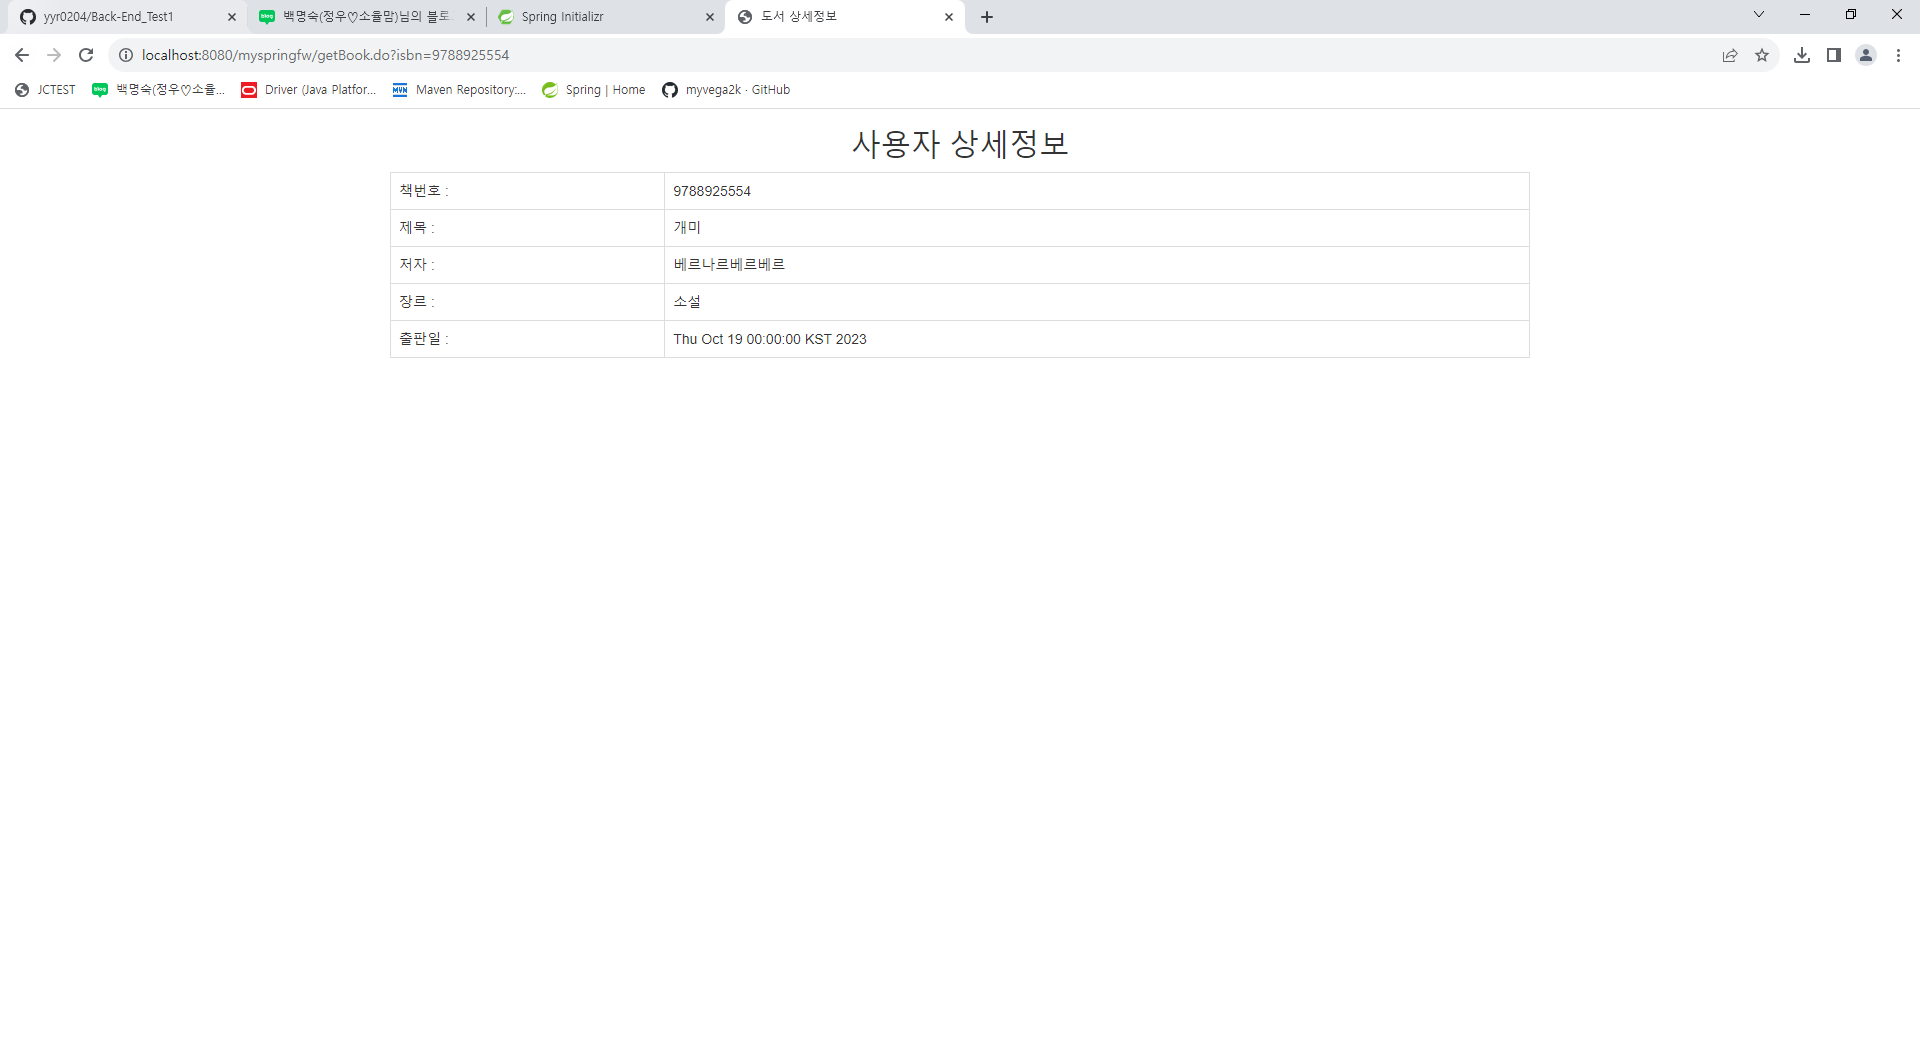 yyr0204/Back-End_Test1
백명숙(정우♡소율맘)님의 블로그
Spring Initializr
도서 상세정보
localhost:8080/myspringfw/getBook.do?isbn=9788925554
JCTEST
백명숙(정우♡소율...
Driver (Java Platfor...
Maven Repository:...
Spring | Home
myvega2k · GitHub
사용자 상세정보
책번호 : 9788925554
제목 : 개미
저자 : 베르나르베르베르
장르 : 소설
출판일 : Thu Oct 19 00:00:00 KST 2023